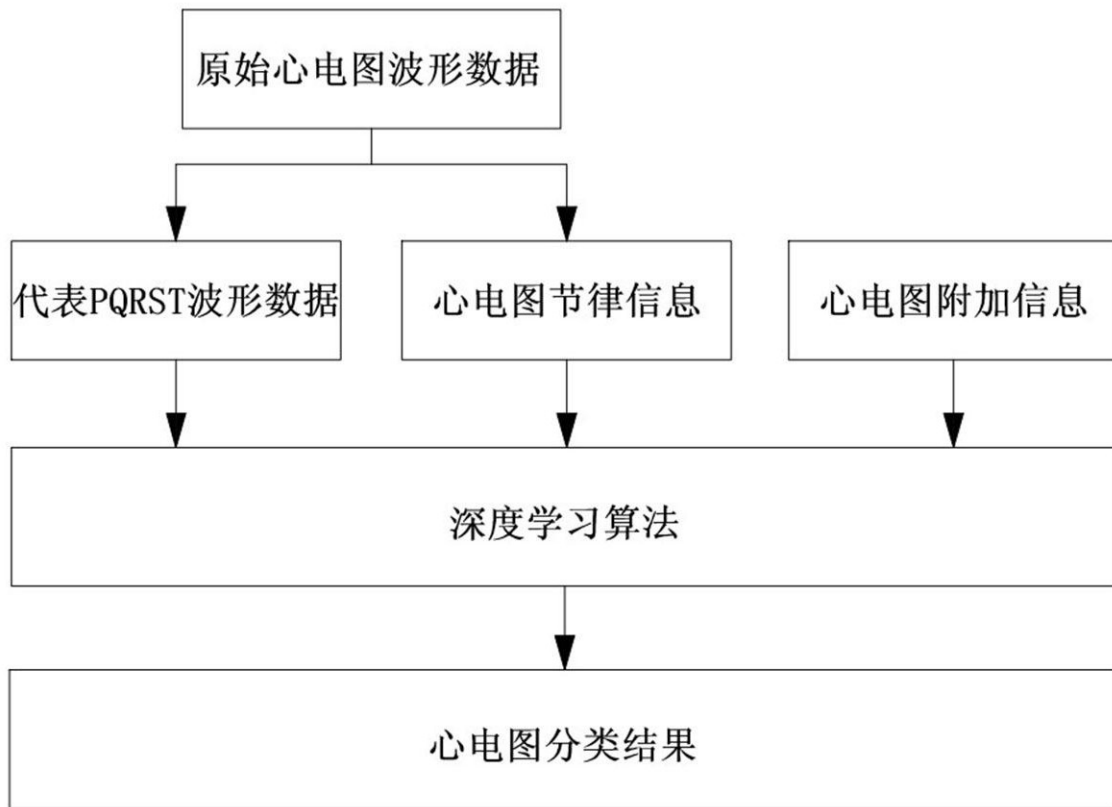 原始心电图波形数据
代表PQRST波形数据
心电图节律信息
心电图附加信息
深度学习算法
心电图分类结果